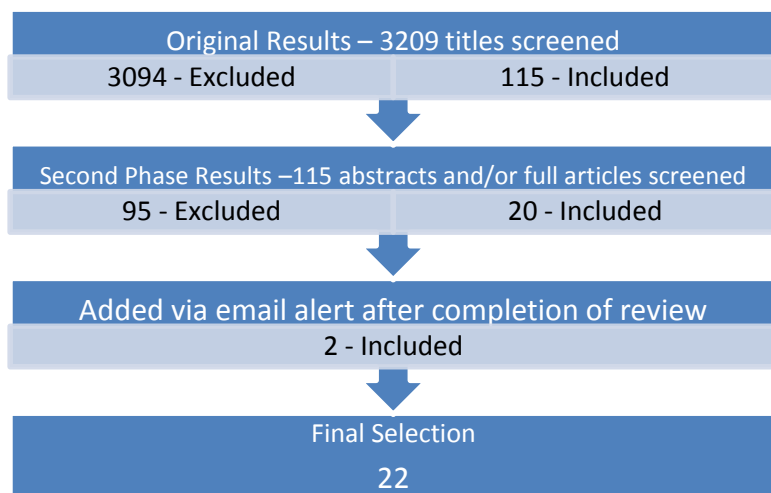 Original Results – 3209 titles screened
3094 - Excluded 115 - Included
Second Phase Results –115 abstracts and/or full articles screened
95 - Excluded 20 - Included
Added via email alert after completion of review
2 - Included
Final Selection
22